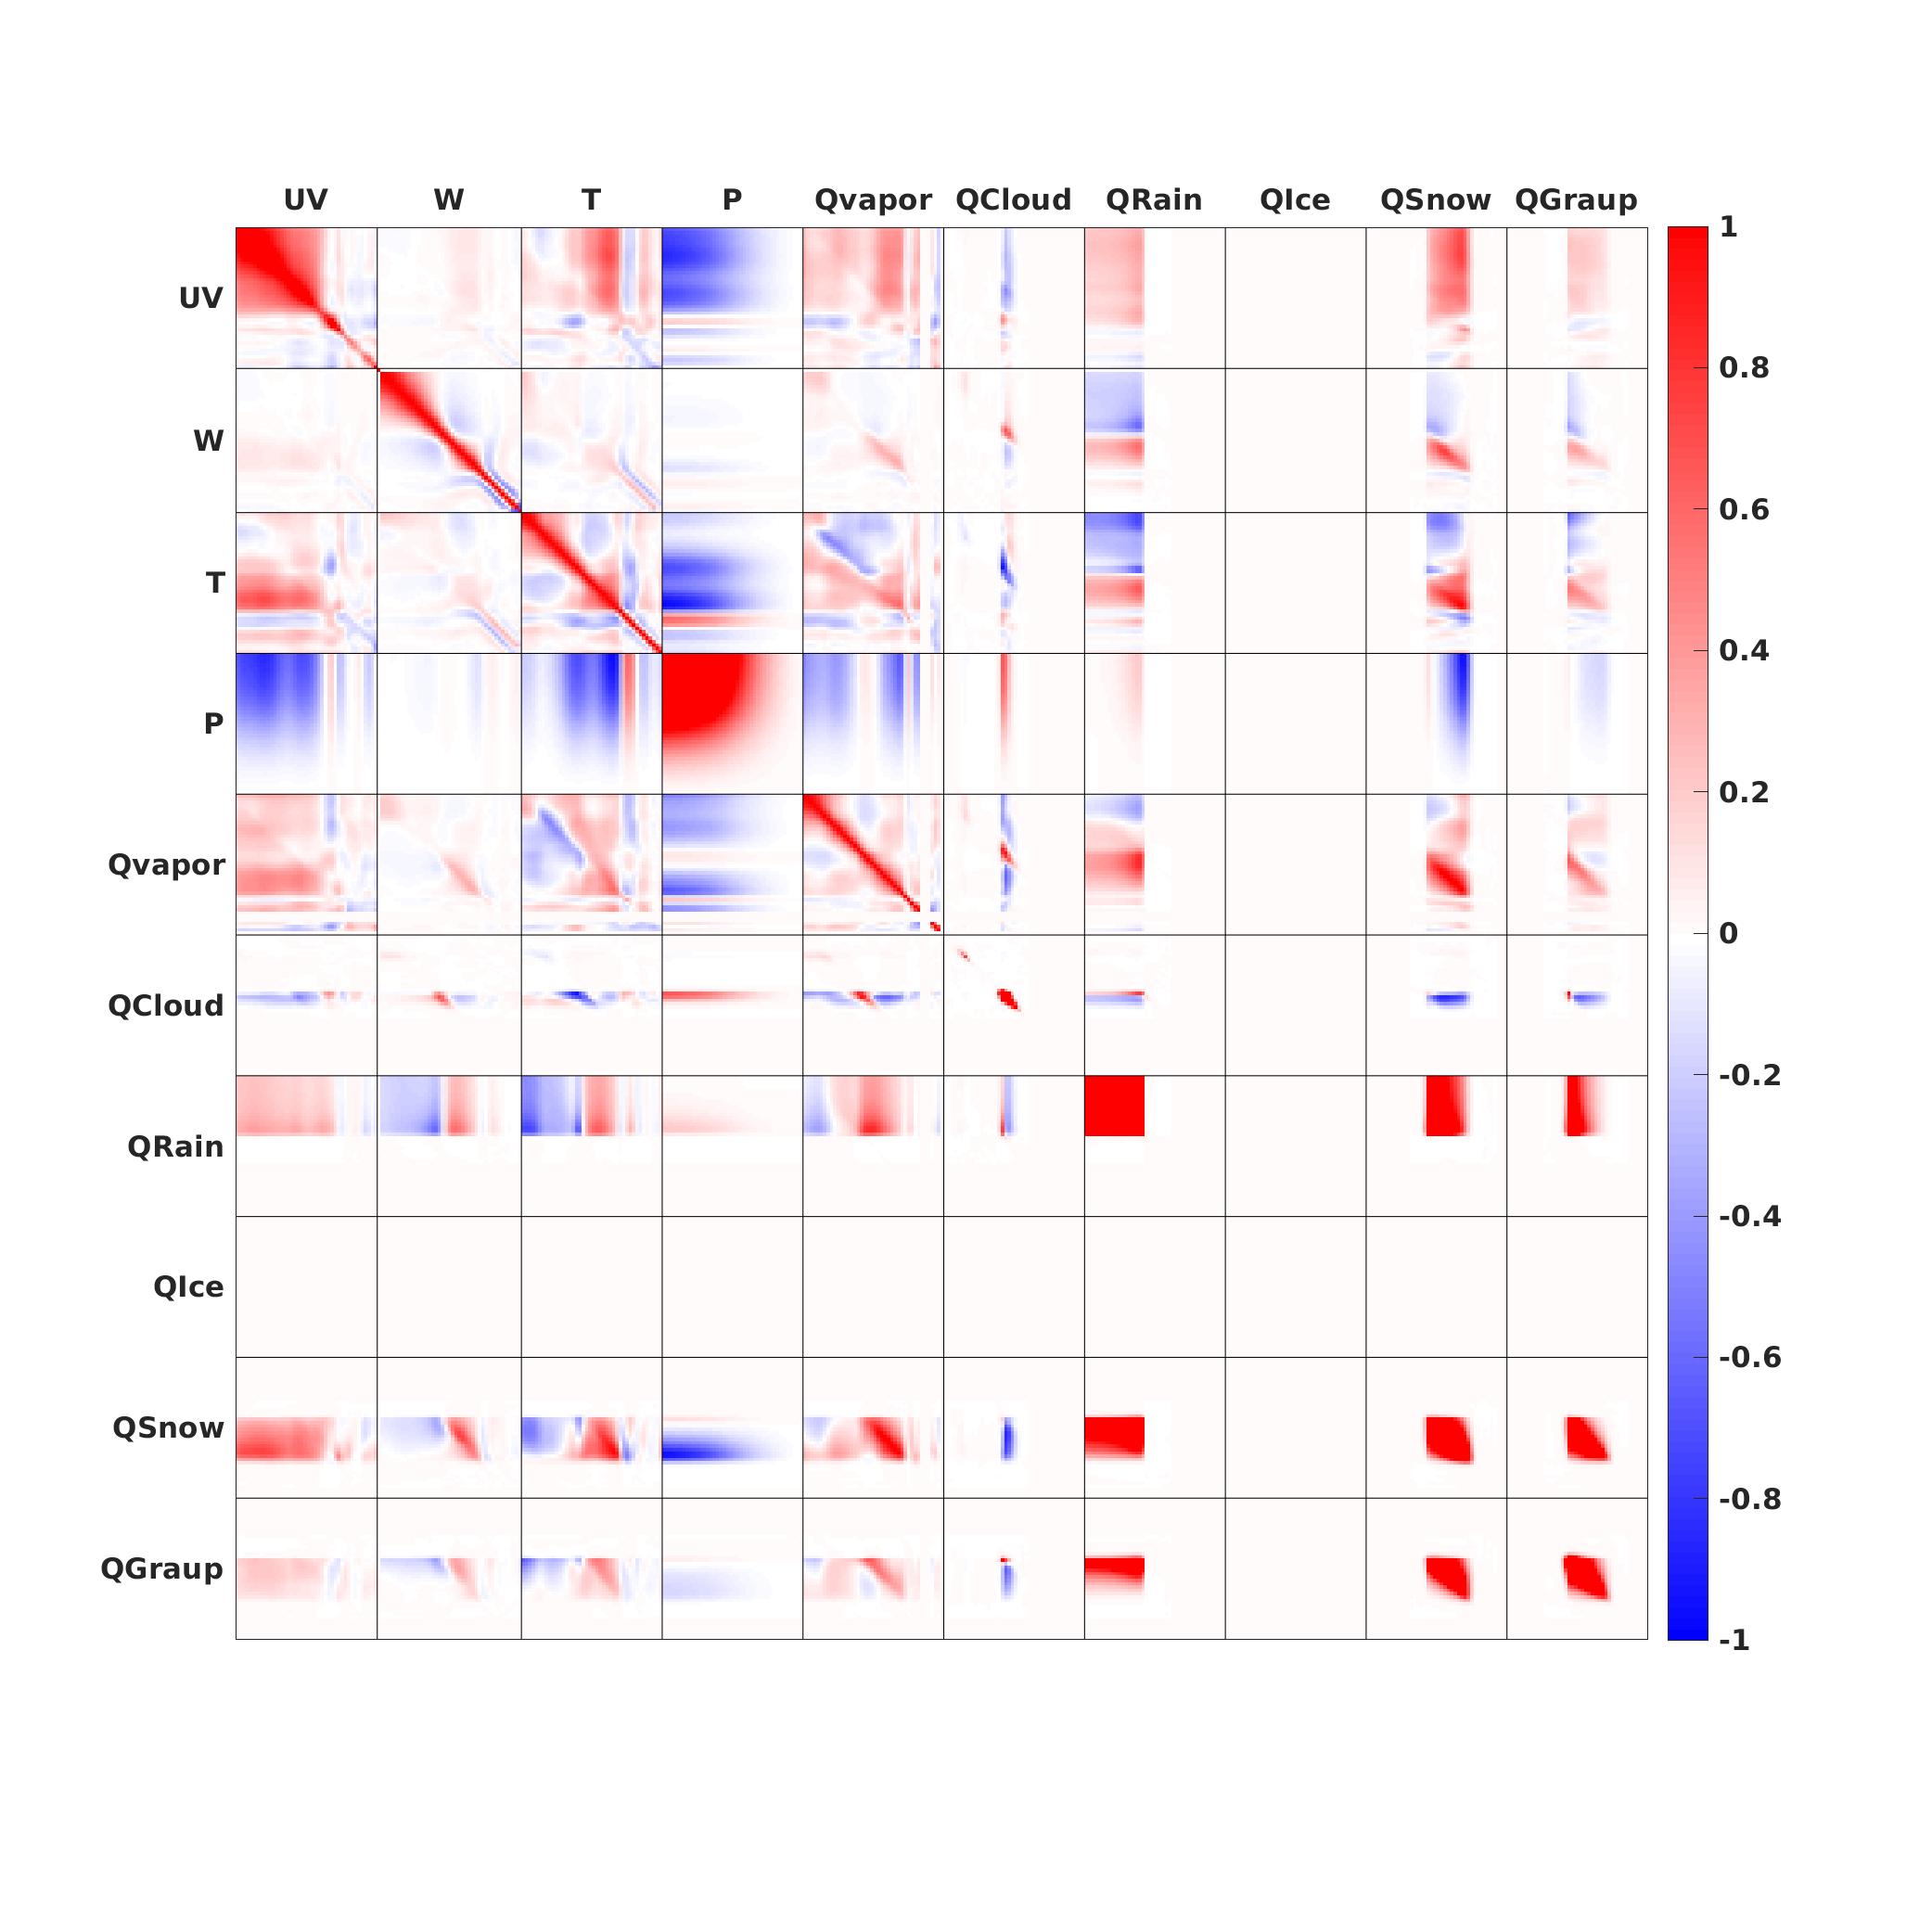 UV W T P Qvapor QCloud QRain QIce QSnow QGraup
UV
W
T
P
Qvapor
QCloud
QRain
QIce
QSnow
QGraup
1
0.8
0.6
0.4
0.2
0
-0.2
-0.4
-0.6
-0.8
-1